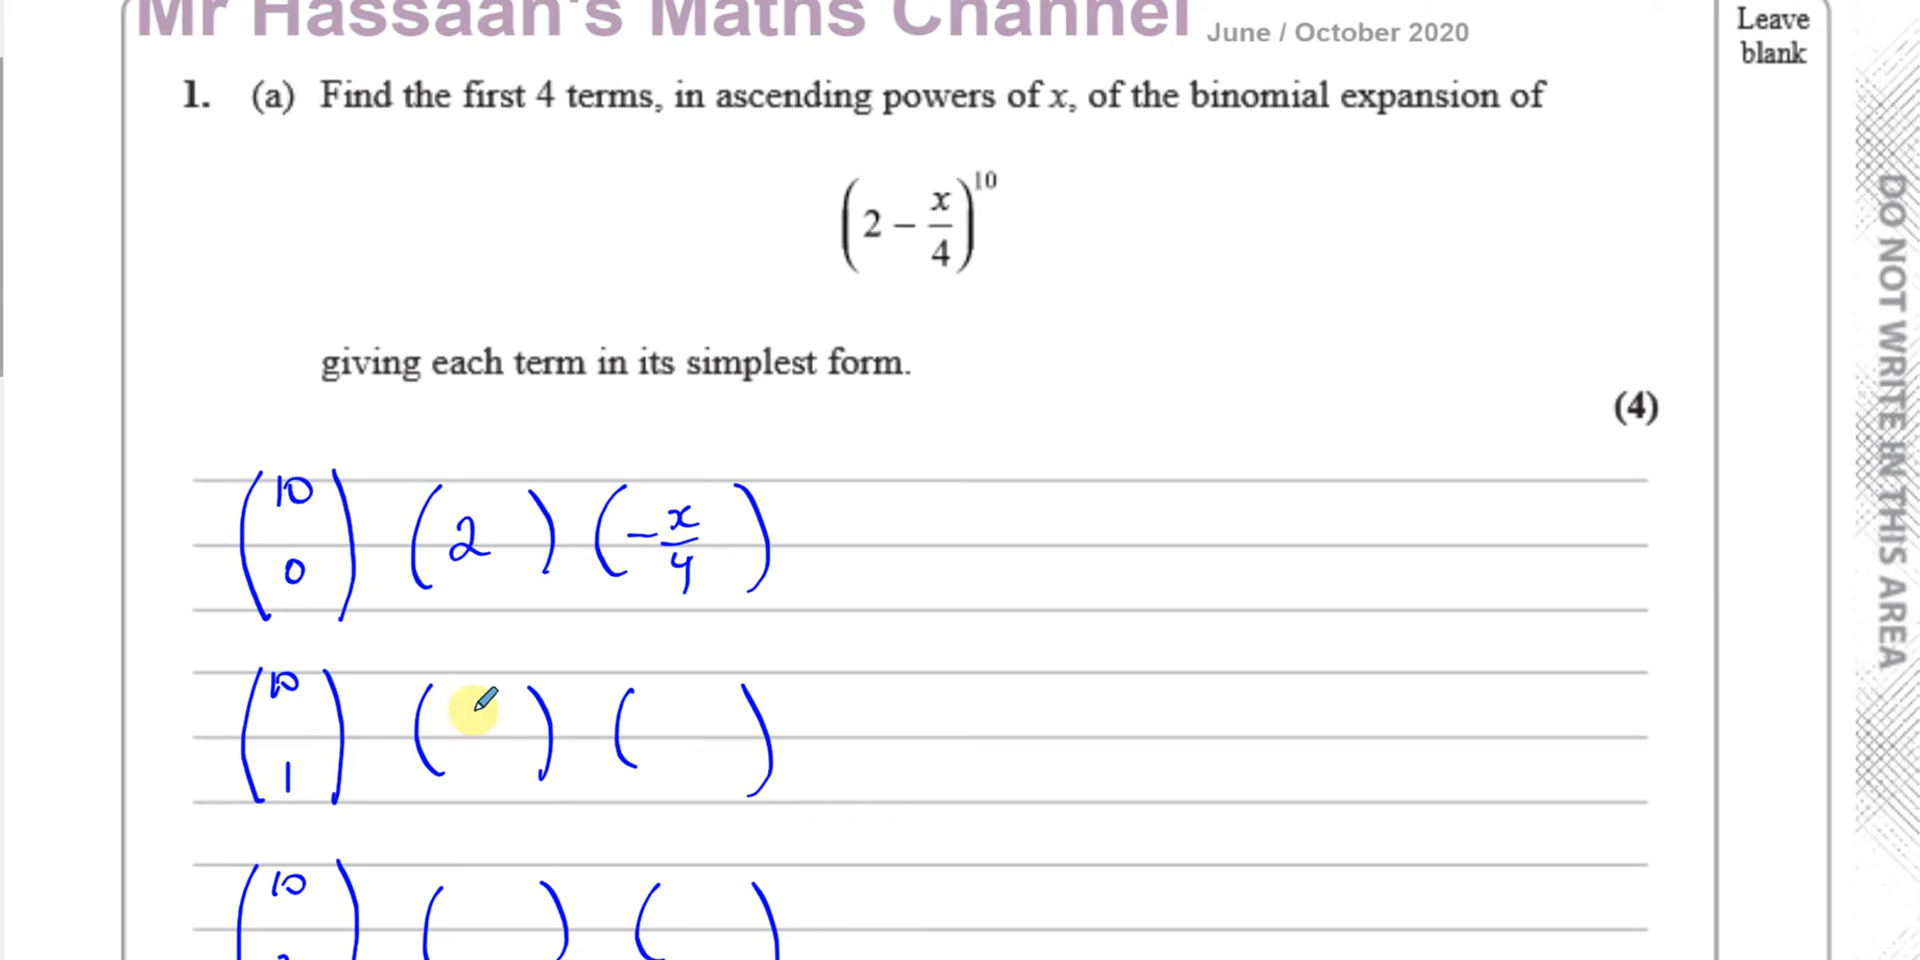 Mr Hassaan's Maths Channel June / October 2020
Leave
blank
1. (a) Find the first 4 terms, in ascending powers of x, of the binomial expansion of
(2 − x/4)^10
giving each term in its simplest form.
(4)
(10 0) (2 ) (−x/4 )
(10 1) ( ) ( )
(10 ) ( ) ( )
DO NOT WRITE IN THIS AREA